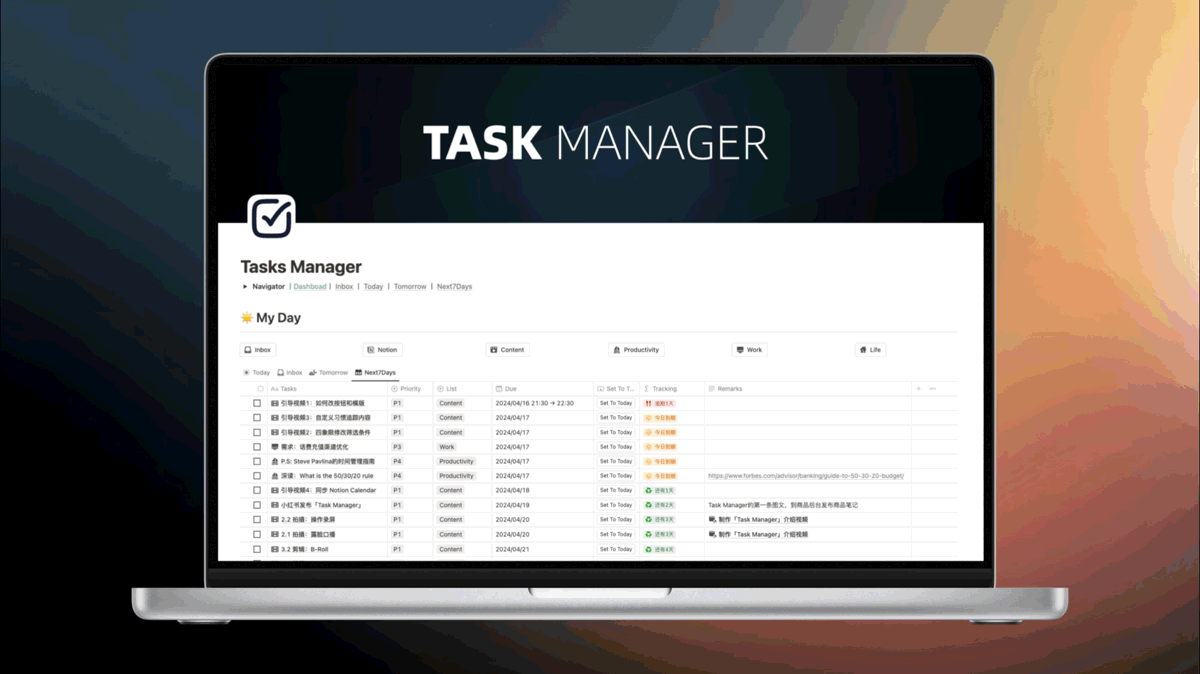 TASK MANAGER
Tasks Manager
Navigator | Dashboad | Inbox | Today | Tomorrow | Next7Days
My Day
Inbox Notion Content Productivity Work Life
Today Inbox Tomorrow Next7Days
Aa Tasks Priority List Due Set To T... Tracking Remarks
引导视频1：如何改按钮和模版 P1 Content 2024/04/16 21:30 → 22:30 Set To Today 逾期1天
引导视频3：自定义习惯追踪内容 P1 Content 2024/04/17 Set To Today 今日到期
引导视频2：四象限修改筛选条件 P1 Content 2024/04/17 Set To Today 今日到期
需求：话费充值渠道优化 P3 Work 2024/04/17 Set To Today 今日到期
P.S: Steve Pavlina的时间管理指南 P4 Productivity 2024/04/17 Set To Today 今日到期
深读：What is the 50/30/20 rule P4 Productivity 2024/04/17 Set To Today 今日到期 https://www.forbes.com/advisor/banking/guide-to-50-30-20-budget/
引导视频4：同步 Notion Calendar P1 Content 2024/04/18 Set To Today 还有1天
小红书发布「Task Manager」 P1 Content 2024/04/19 Set To Today 还有2天 Task Manager的第一条图文，到商品后台发布商品笔记
2.2 拍摄：操作录屏 P1 Content 2024/04/20 Set To Today 还有3天 制作「Task Manager」介绍视频
2.1 拍摄：露脸口播 P1 Content 2024/04/20 Set To Today 还有3天 制作「Task Manager」介绍视频
3.2 剪辑：B-Roll P1 Content 2024/04/21 Set To Today 还有4天